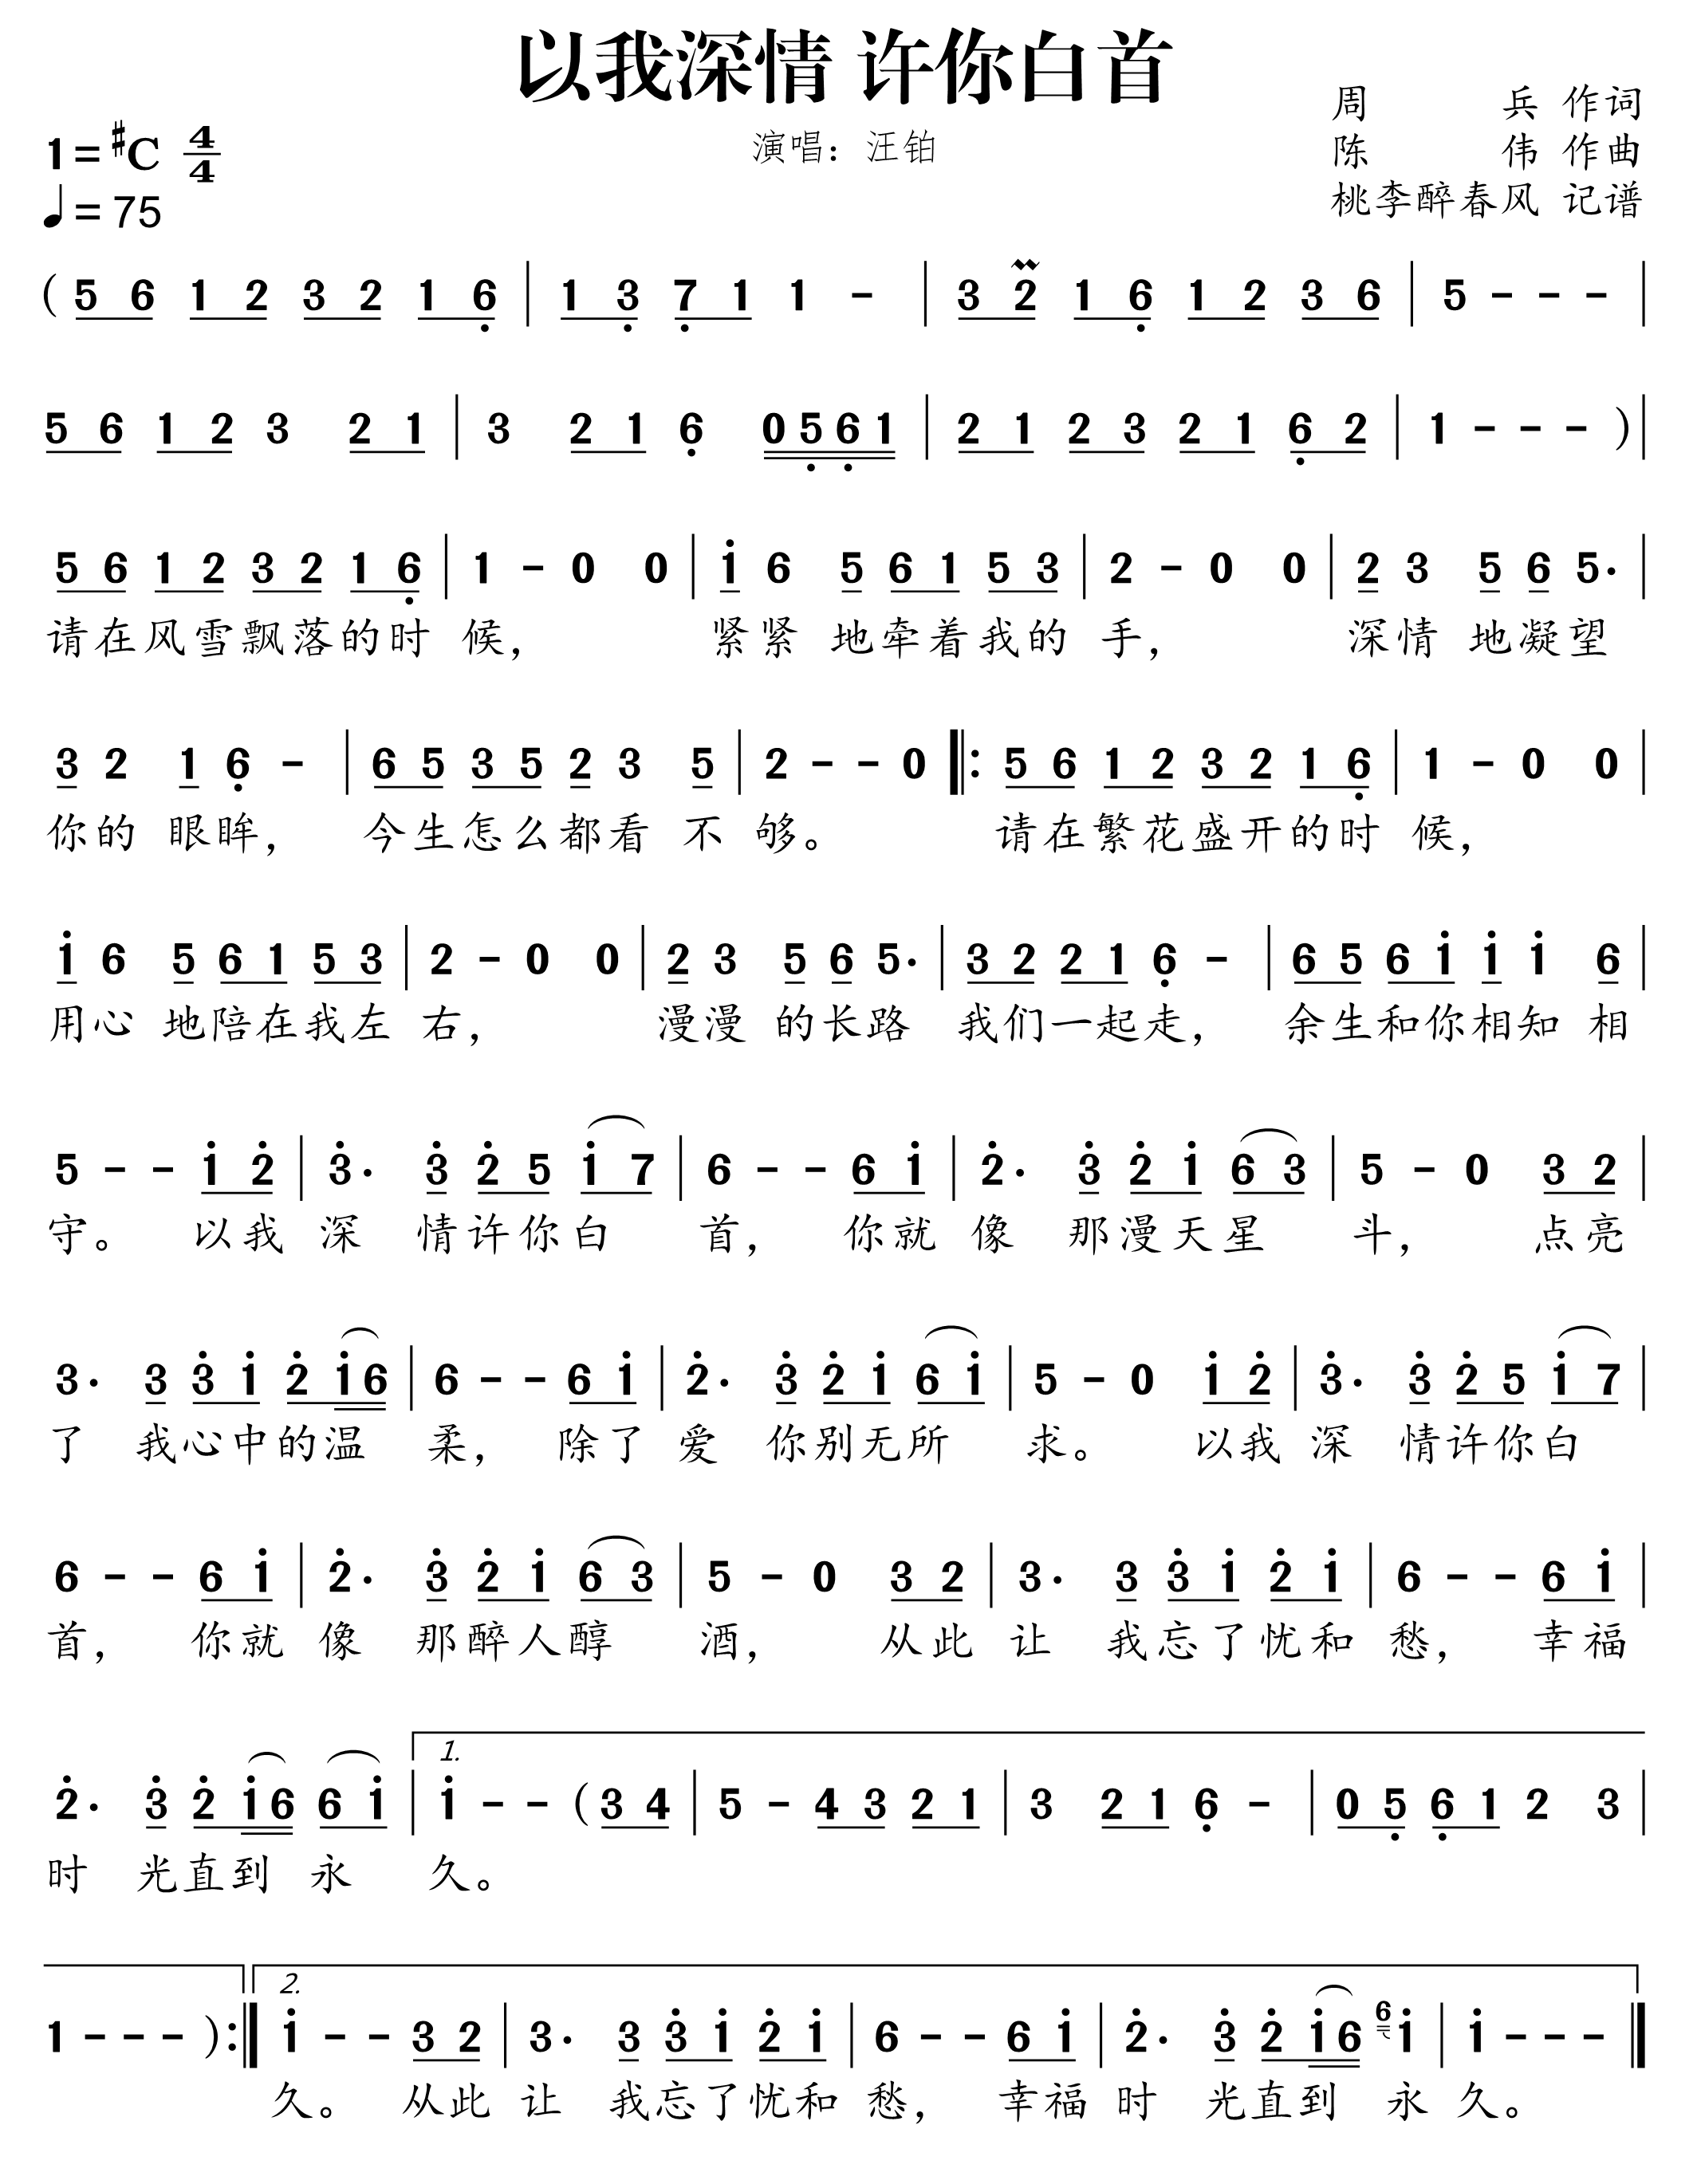 以我深情 许你白首
演唱：汪铂
周 兵 作词
陈 伟 作曲
桃李醉春风 记谱
1=#C 4/4
♩=75
( 5 6 1 2 3 2 1 6̣ | 1 3̣ 7̣ 1 1 - | 3 2 1 6̣ 1 2 3 6 | 5 - - - |
5 6 1 2 3 2 1 | 3 2 1 6̣ 0 5̣ 6̣ 1 | 2 1 2 3 2 1 6̣ 2 | 1 - - - ) |
5 6 1 2 3 2 1 6̣ | 1 - 0 0 | 1̇ 6 5 6 1 5 3 | 2 - 0 0 | 2 3 5 6 5. |
请在风雪飘落的时 候， 紧紧 地牵着我的 手， 深情 地凝望
3 2 1 6̣ - | 6 5 3 5 2 3 5 | 2 - - 0 |: 5 6 1 2 3 2 1 6̣ | 1 - 0 0 |
你的 眼眸， 今生怎么都看 不 够。 请在繁花盛开的时 候，
1̇ 6 5 6 1 5 3 | 2 - 0 0 | 2 3 5 6 5. | 3 2 2 1 6̣ - | 6 5 6 1̇ 1̇ 1̇ 6 |
用心 地陪在我左 右， 漫漫 的长路 我们一起走， 余生和你相知 相
5 - - 1̇ 2̇ | 3̇. 3̇ 2̇ 5 1̇ 7 | 6 - - 6 1̇ | 2̇. 3̇ 2̇ 1̇ 6 3 | 5 - 0 3 2 |
守。 以我 深 情许你白 首， 你就 像 那漫天星 斗， 点亮
3. 3 3̇ 1̇ 2̇ 1̇ 6 | 6 - - 6 1̇ | 2̇. 3̇ 2̇ 1̇ 6 1̇ | 5 - 0 1̇ 2̇ | 3̇. 3̇ 2̇ 5 1̇ 7 |
了 我心中的温 柔， 除了 爱 你别无所 求。 以我 深 情许你白
6 - - 6 1̇ | 2̇. 3̇ 2̇ 1̇ 6 3 | 5 - 0 3 2 | 3. 3 3̇ 1̇ 2̇ 1̇ | 6 - - 6 1̇ |
首， 你就 像 那醉人醇 酒， 从此 让 我忘了忧和 愁， 幸福
1.
2̇. 3̇ 2̇ 1̇ 6 6 1̇ | 1̇ - - ( 3 4 | 5 - 4 3 2 1 | 3 2 1 6̣ - | 0 5̣ 6̣ 1 2 3 |
时 光直到 永 久。
2.
1 - - - ) :| 1̇ - - 3 2 | 3. 3 3̇ 1̇ 2̇ 1̇ | 6 - - 6 1̇ | 2̇. 3̇ 2̇ 1̇ 6 6 1̇ | 1̇ - - - |
久。 从此 让 我忘了忧和 愁， 幸福 时 光直到 永 久。